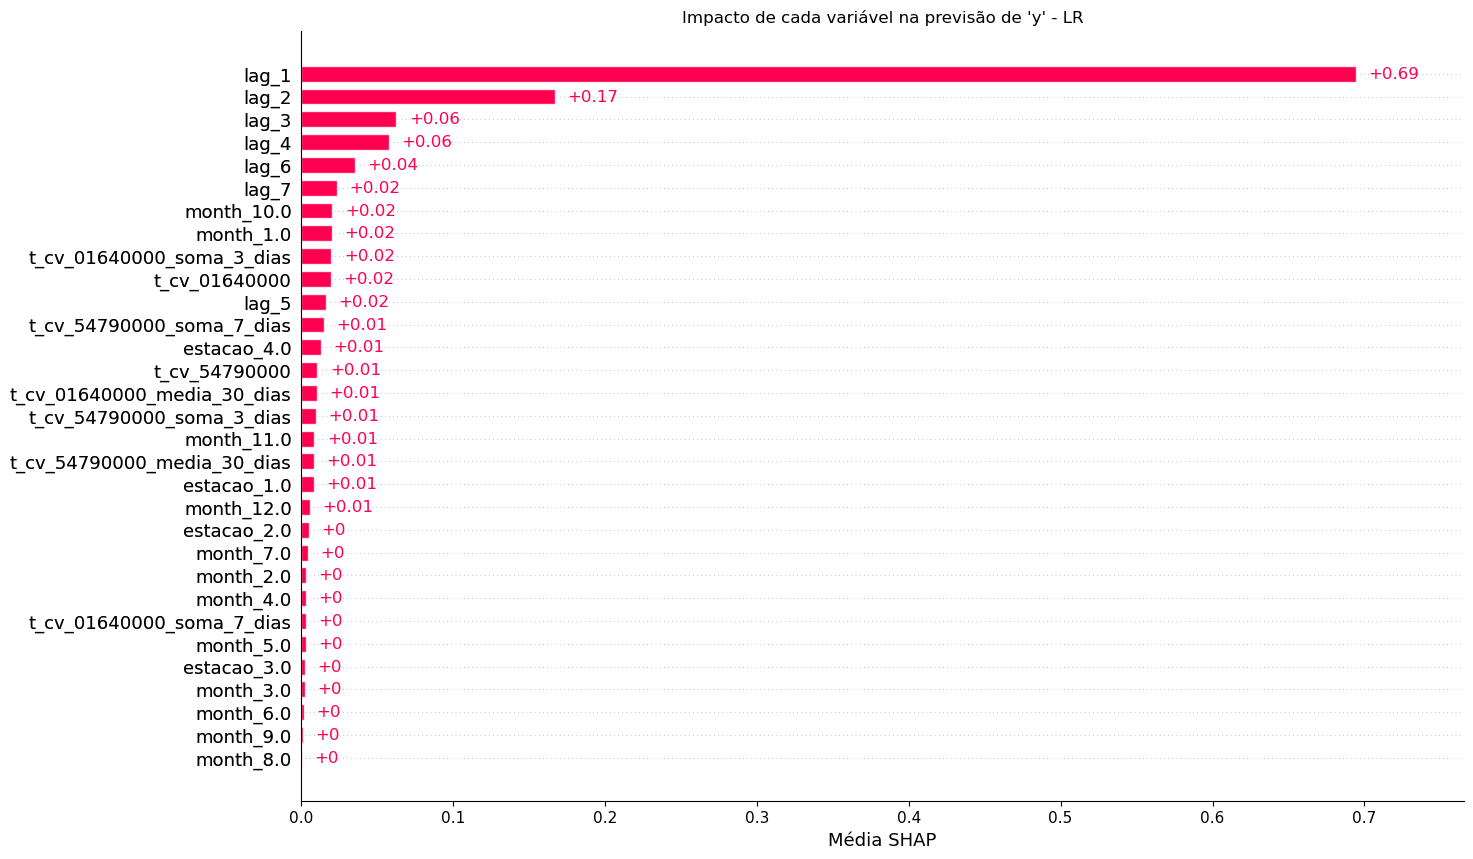 Impacto de cada variável na previsão de 'y' - LR
lag_1 +0.69
lag_2 +0.17
lag_3 +0.06
lag_4 +0.06
lag_6 +0.04
lag_7 +0.02
month_10.0 +0.02
month_1.0 +0.02
t_cv_01640000_soma_3_dias +0.02
t_cv_01640000 +0.02
lag_5 +0.02
t_cv_54790000_soma_7_dias +0.01
estacao_4.0 +0.01
t_cv_54790000 +0.01
t_cv_01640000_media_30_dias +0.01
t_cv_54790000_soma_3_dias +0.01
month_11.0 +0.01
t_cv_54790000_media_30_dias +0.01
estacao_1.0 +0.01
month_12.0 +0.01
estacao_2.0 +0
month_7.0 +0
month_2.0 +0
month_4.0 +0
t_cv_01640000_soma_7_dias +0
month_5.0 +0
estacao_3.0 +0
month_3.0 +0
month_6.0 +0
month_9.0 +0
month_8.0 +0
0.0 0.1 0.2 0.3 0.4 0.5 0.6 0.7
Média SHAP